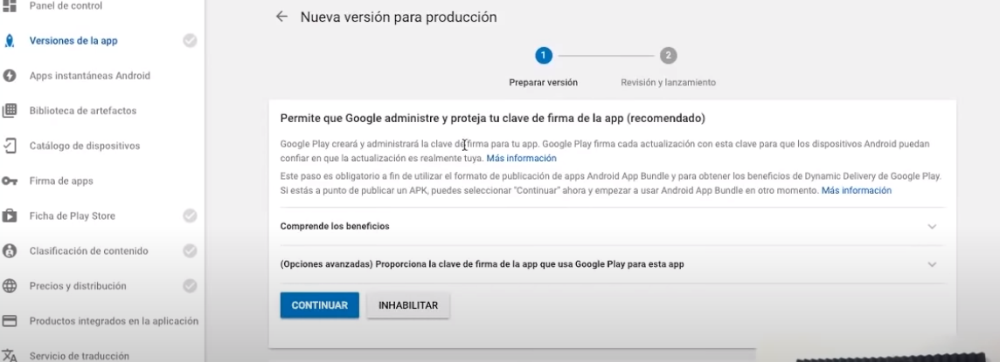 Panel de control
Versiones de la app
Apps instantáneas Android
Biblioteca de artefactos
Catálogo de dispositivos
Firma de apps
Ficha de Play Store
Clasificación de contenido
Precios y distribución
Productos integrados en la aplicación
Servicio de traducción
Nueva versión para producción
1
2
Preparar versión
Revisión y lanzamiento
Permite que Google administre y proteja tu clave de firma de la app (recomendado)
Google Play creará y administrará la clave de firma para tu app. Google Play firma cada actualización con esta clave para que los dispositivos Android puedan
confiar en que la actualización es realmente tuya. Más información
Este paso es obligatorio a fin de utilizar el formato de publicación de apps Android App Bundle y para obtener los beneficios de Dynamic Delivery de Google Play.
Si estás a punto de publicar un APK, puedes seleccionar "Continuar" ahora y empezar a usar Android App Bundle en otro momento. Más información
Comprende los beneficios
(Opciones avanzadas) Proporciona la clave de firma de la app que usa Google Play para esta app
CONTINUAR
INHABILITAR